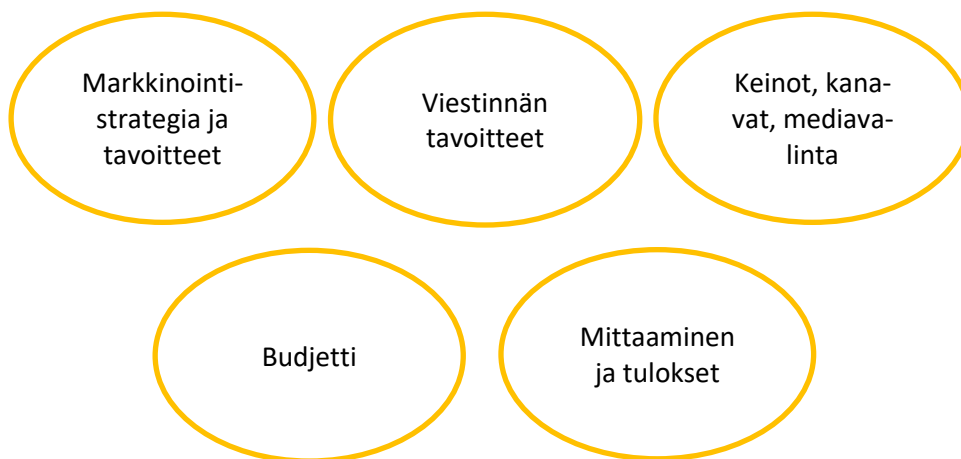 Markkinointi-
strategia ja
tavoitteet
Viestinnän
tavoitteet
Keinot, kana-
vat, mediava-
linta
Budjetti
Mittaaminen
ja tulokset